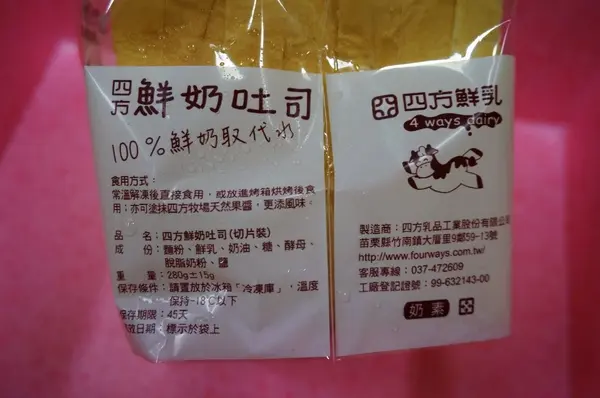 四方 鮮奶吐司
100%鮮奶取代水
食用方式：
常溫解凍後直接食用，或放進烤箱烘烤後食
用；亦可塗抹四方牧場天然果醬，更添風味。
品　　名：四方鮮奶吐司(切片裝)
成　　份：麵粉、鮮乳、奶油、糖、酵母、
脫脂奶粉、鹽
重　　量：280g±15g
保存條件：請置放於冰箱「冷凍庫」，溫度
保持-18℃以下
保存期限：45天
有效日期：標示於袋上
四方鮮乳
4 ways dairy
製造商：四方乳品工業股份有限公司
苗栗縣竹南鎮大厝里9鄰59-13號
http://www.fourways.com.tw/
客服專線：037-472609
工廠登記證號：99-632143-00
奶素